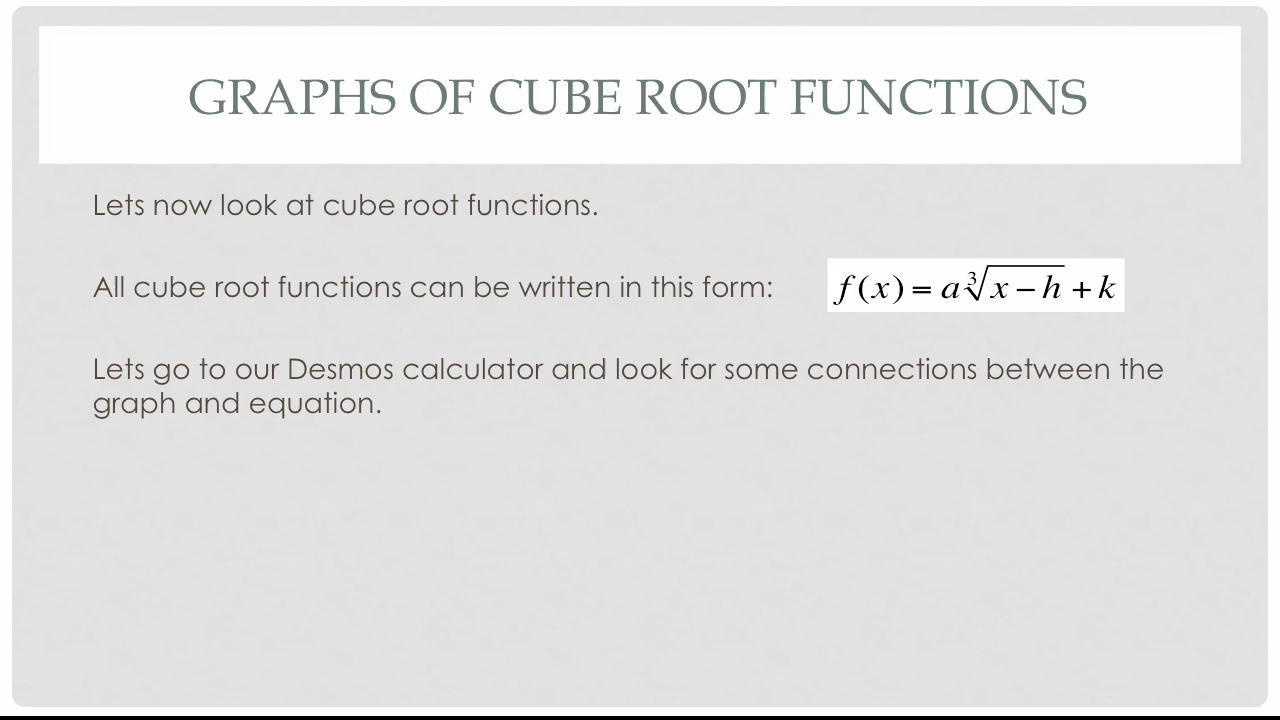 GRAPHS OF CUBE ROOT FUNCTIONS
Lets now look at cube root functions.
All cube root functions can be written in this form: f(x) = a∛(x − h) + k
Lets go to our Desmos calculator and look for some connections between the
graph and equation.